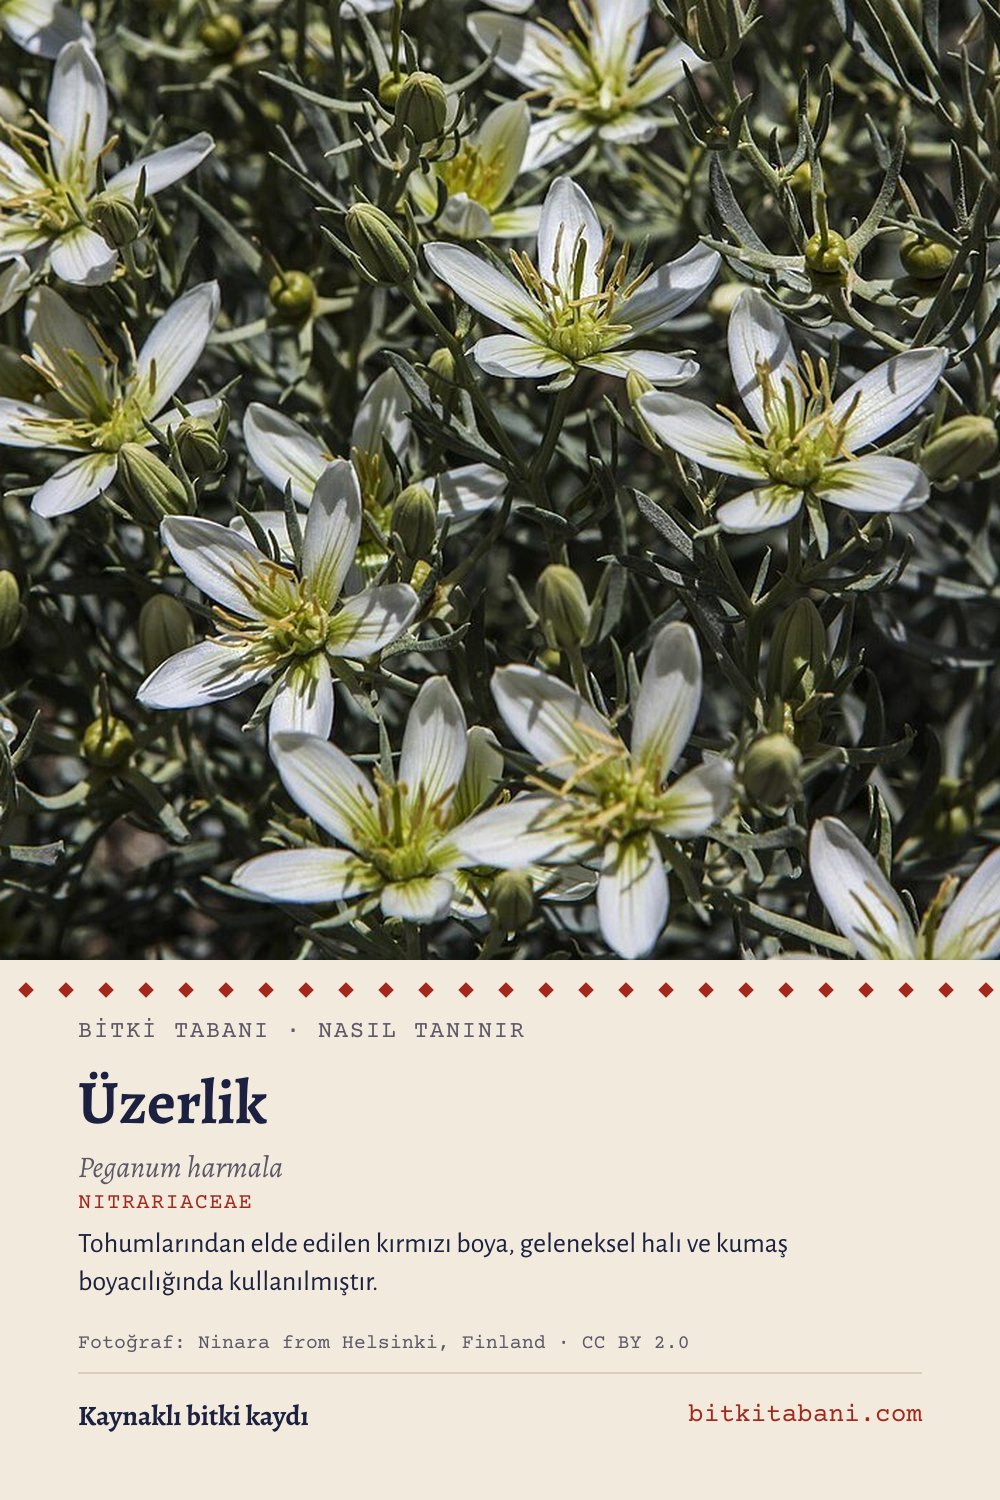 BİTKİ TABANI · NASIL TANINIR
Üzerlik
Peganum harmala
NITRARIACEAE
Tohumlarından elde edilen kırmızı boya, geleneksel halı ve kumaş
boyacılığında kullanılmıştır.
Fotoğraf: Ninara from Helsinki, Finland · CC BY 2.0
Kaynaklı bitki kaydı
bitkitabani.com